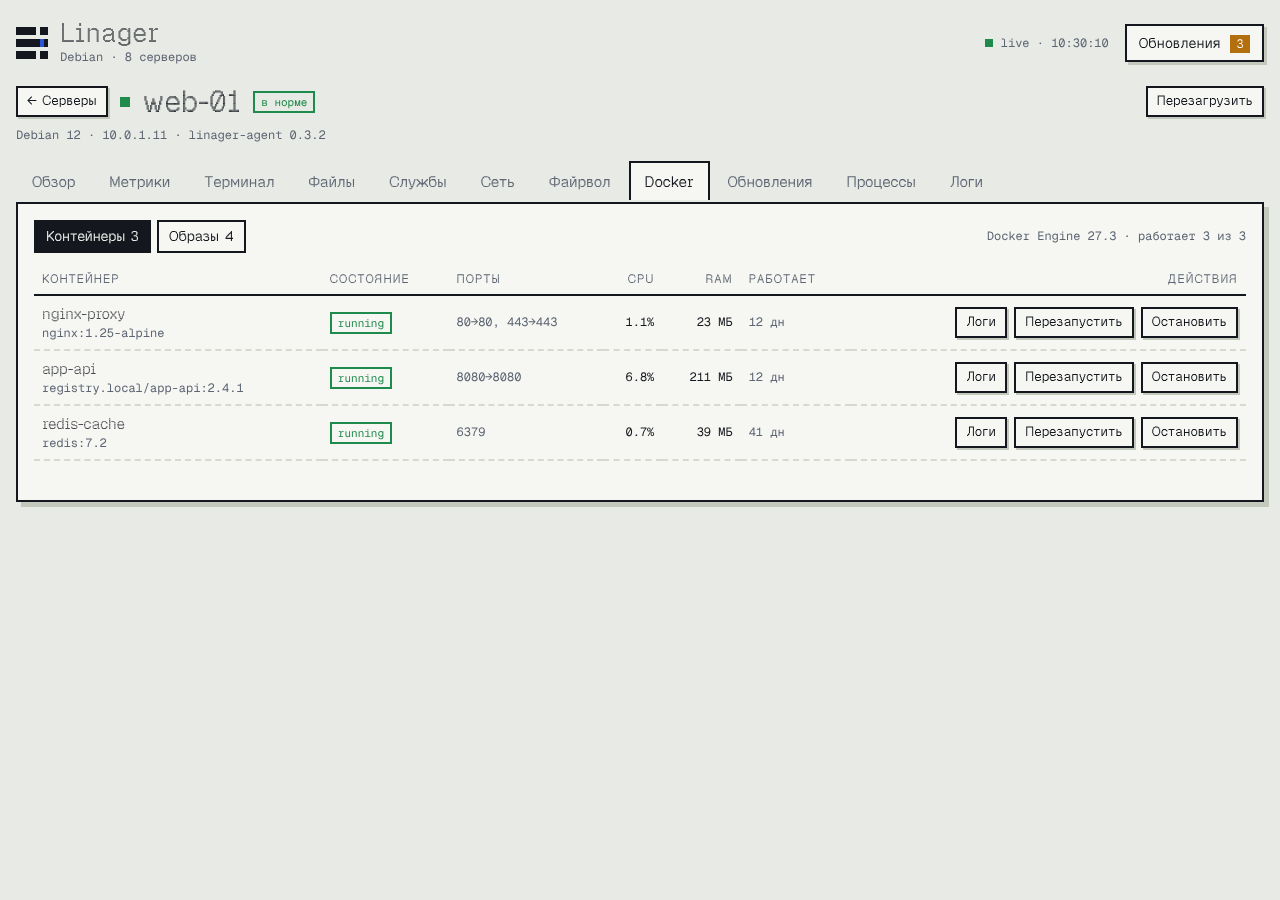 Linager
Debian · 8 серверов
live · 10:30:10
Обновления 3
← Серверы
web-01
в норме
Перезагрузить
Debian 12 · 10.0.1.11 · linager-agent 0.3.2
Обзор Метрики Терминал Файлы Службы Сеть Файрвол Docker Обновления Процессы Логи
Контейнеры 3 Образы 4
Docker Engine 27.3 · работает 3 из 3
КОНТЕЙНЕР СОСТОЯНИЕ ПОРТЫ CPU RAM РАБОТАЕТ ДЕЙСТВИЯ
nginx-proxy
nginx:1.25-alpine
running 80→80, 443→443 1.1% 23 МБ 12 дн Логи Перезапустить Остановить
app-api
registry.local/app-api:2.4.1
running 8080→8080 6.8% 211 МБ 12 дн Логи Перезапустить Остановить
redis-cache
redis:7.2
running 6379 0.7% 39 МБ 41 дн Логи Перезапустить Остановить